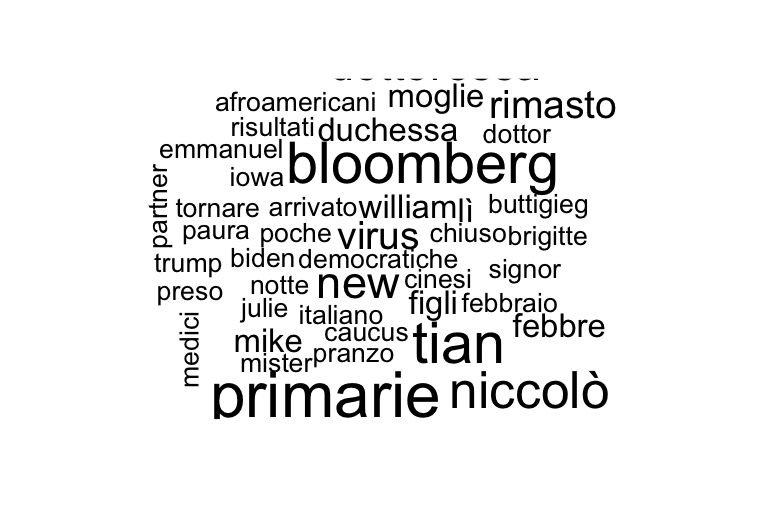 afroamericani moglie rimasto
risultati duchessa dottor
emmanuel bloomberg
iowa
partner
tornare arrivato william lì buttigieg
paura poche virus chiuso brigitte
trump biden democratiche signor
preso notte new cinesi
julie italiano figli febbraio
medici
mike caucus tian febbre
mister pranzo
primarie niccolò